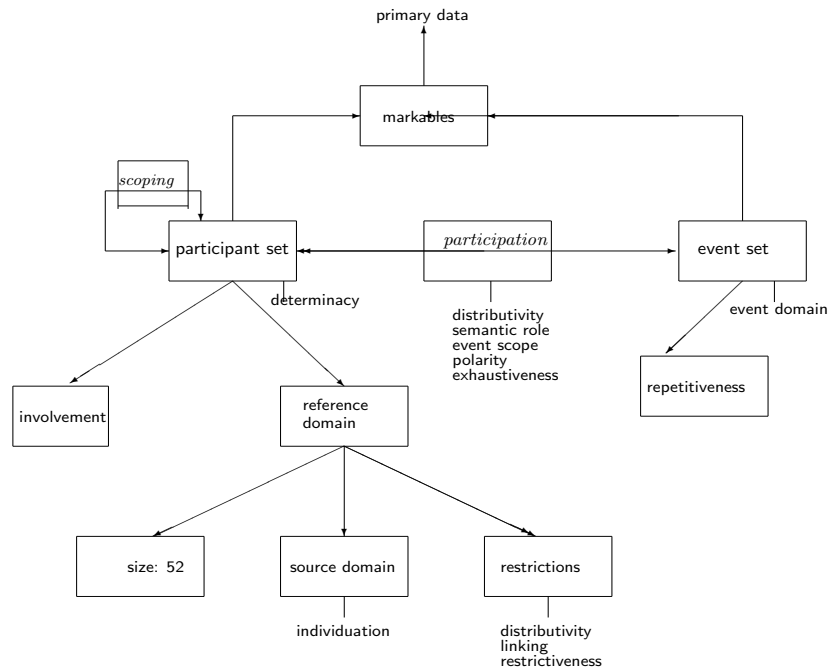 primary data
markables
scoping
participant set
participation
event set
determinacy
event domain
distributivity
semantic role
event scope
polarity
exhaustiveness
repetitiveness
involvement
reference
domain
size: 52
source domain
restrictions
individuation
distributivity
linking
restrictiveness